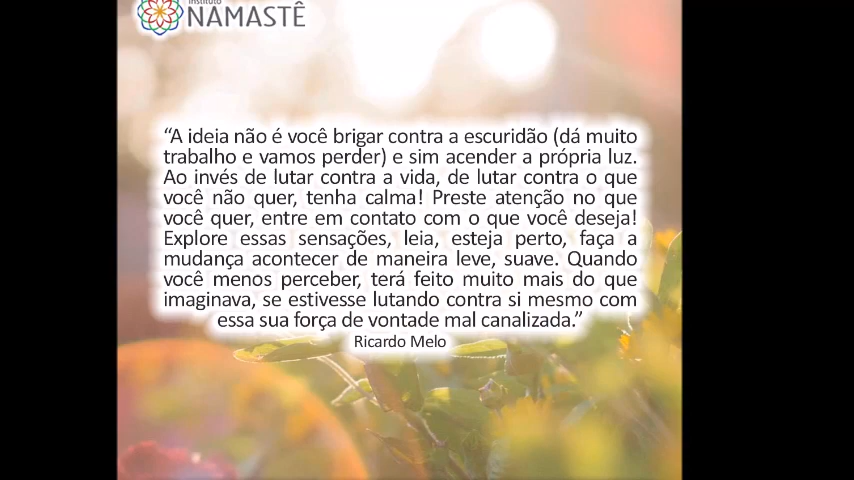 Instituto
NAMASTÊ
“A ideia não é você brigar contra a escuridão (dá muito
trabalho e vamos perder) e sim acender a própria luz.
Ao invés de lutar contra a vida, de lutar contra o que
você não quer, tenha calma! Preste atenção no que
você quer, entre em contato com o que você deseja!
Explore essas sensações, leia, esteja perto, faça a
mudança acontecer de maneira leve, suave. Quando
você menos perceber, terá feito muito mais do que
imaginava, se estivesse lutando contra si mesmo com
essa sua força de vontade mal canalizada.”
Ricardo Melo